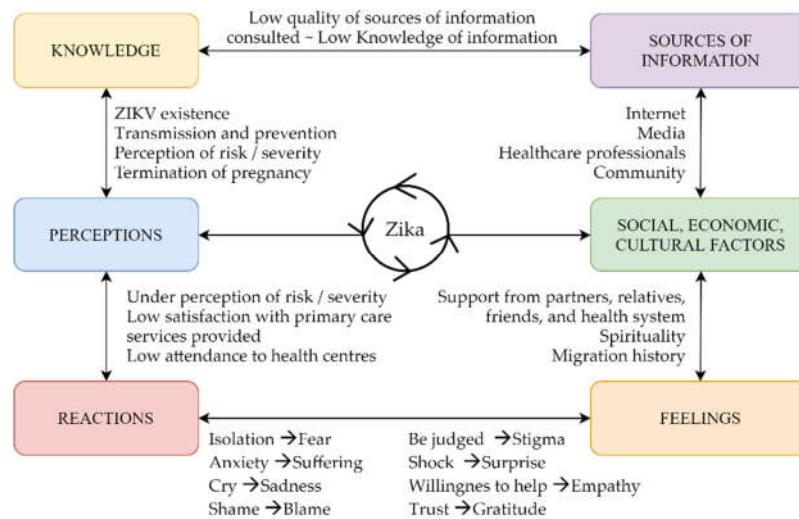 KNOWLEDGE
Low quality of sources of information
consulted ~ Low Knowledge of information
SOURCES OF
INFORMATION
ZIKV existence
Transmission and prevention
Perception of risk / severity
Termination of pregnancy
Internet
Media
Healthcare professionals
Community
PERCEPTIONS
Zika
SOCIAL, ECONOMIC,
CULTURAL FACTORS
Under perception of risk / severity
Low satisfaction with primary care
services provided
Low attendance to health centres
Support from partners, relatives,
friends, and health system
Spirituality
Migration history
REACTIONS
FEELINGS
Isolation → Fear
Anxiety → Suffering
Cry → Sadness
Shame → Blame
Be judged → Stigma
Shock → Surprise
Willingnes to help → Empathy
Trust → Gratitude